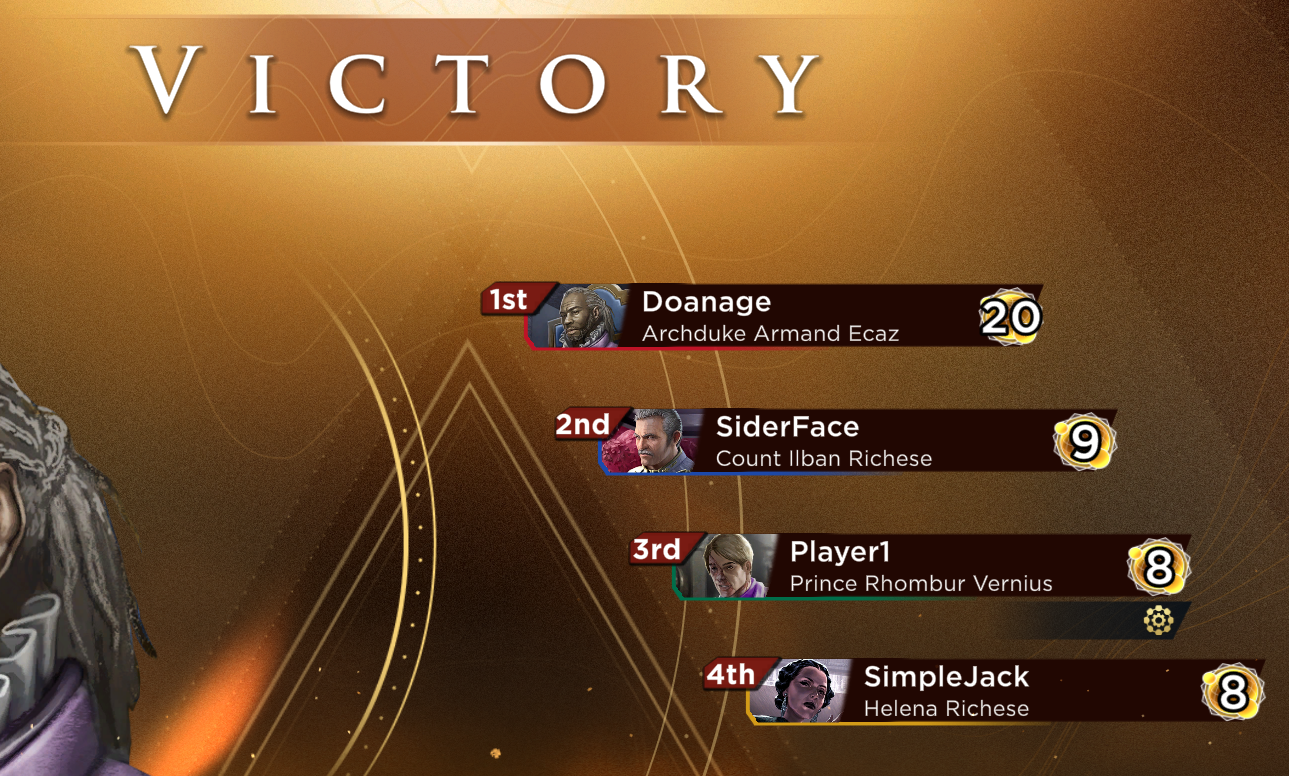 VICTORY
1st
Doanage
Archduke Armand Ecaz
20
2nd
SiderFace
Count Ilban Richese
9
3rd
Player1
Prince Rhombur Vernius
8
4th
SimpleJack
Helena Richese
8